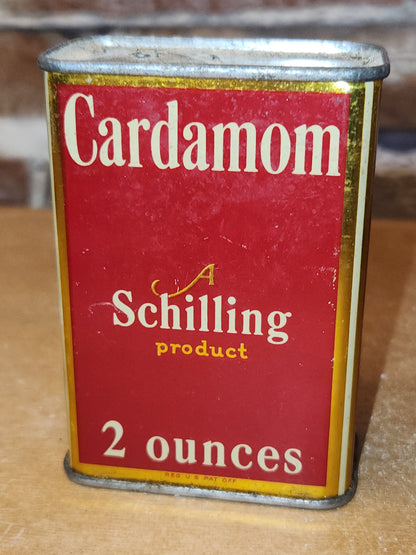 Cardamom
A
Schilling
product
2 ounces
REG U S PAT OFF